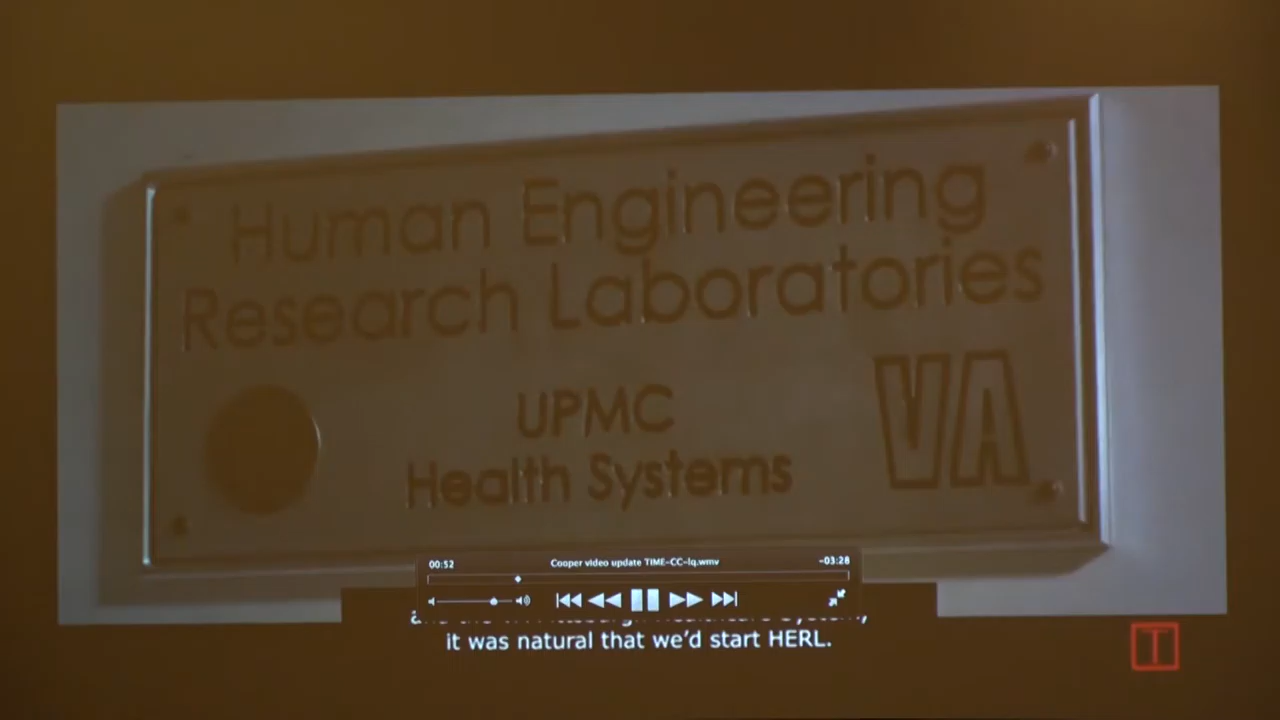 Human Engineering
Research Laboratories
UPMC
Health Systems
VA
00:52
Cooper video update TIME-CC-lq.wmv
-03:28
it was natural that we'd start HERL.
T